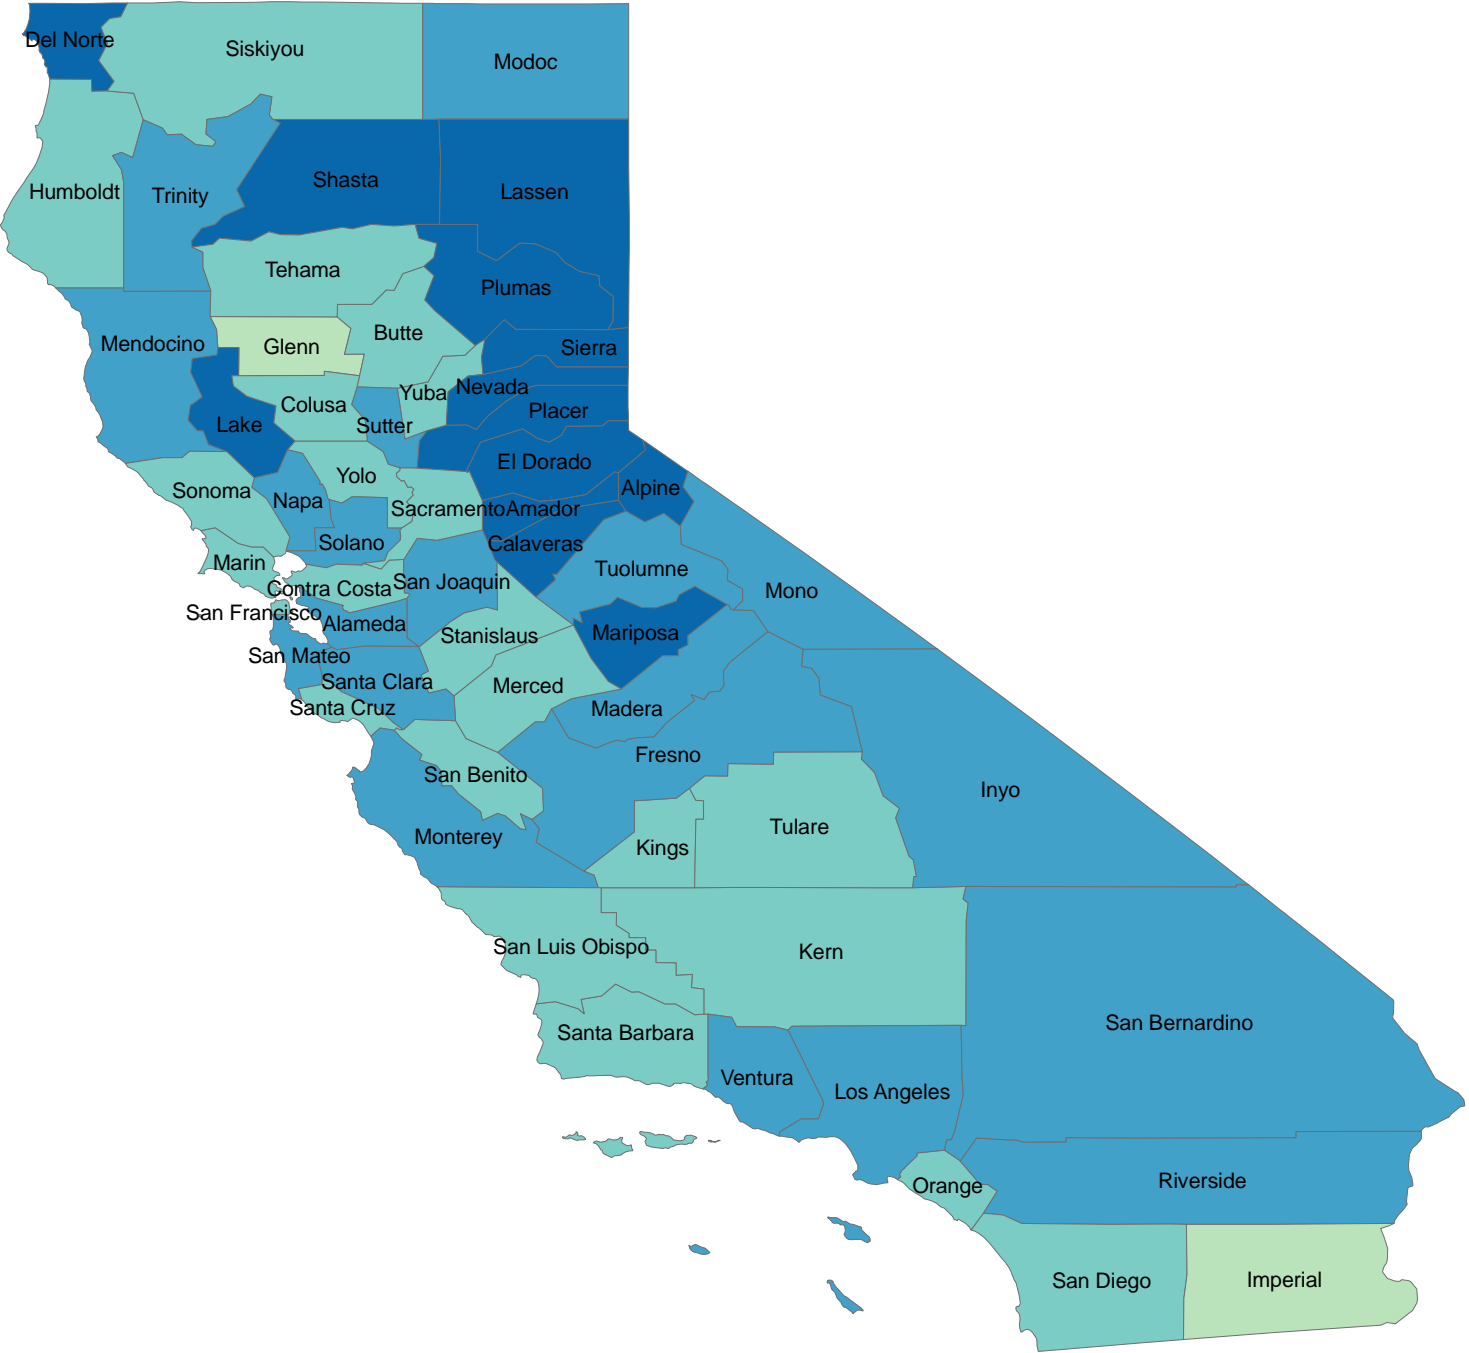 Del Norte
Siskiyou
Modoc
Humboldt
Trinity
Shasta
Lassen
Tehama
Plumas
Mendocino
Glenn
Butte
Sierra
Lake
Colusa
Sutter
Yuba
Nevada
Placer
Sonoma
Napa
Yolo
El Dorado
Alpine
Sacramento
Amador
Marin
Solano
Calaveras
Contra Costa
San Joaquin
Tuolumne
Mono
San Francisco
Alameda
Stanislaus
Mariposa
San Mateo
Santa Clara
Merced
Santa Cruz
Madera
San Benito
Fresno
Inyo
Monterey
Kings
Tulare
San Luis Obispo
Kern
Santa Barbara
San Bernardino
Ventura
Los Angeles
Orange
Riverside
San Diego
Imperial